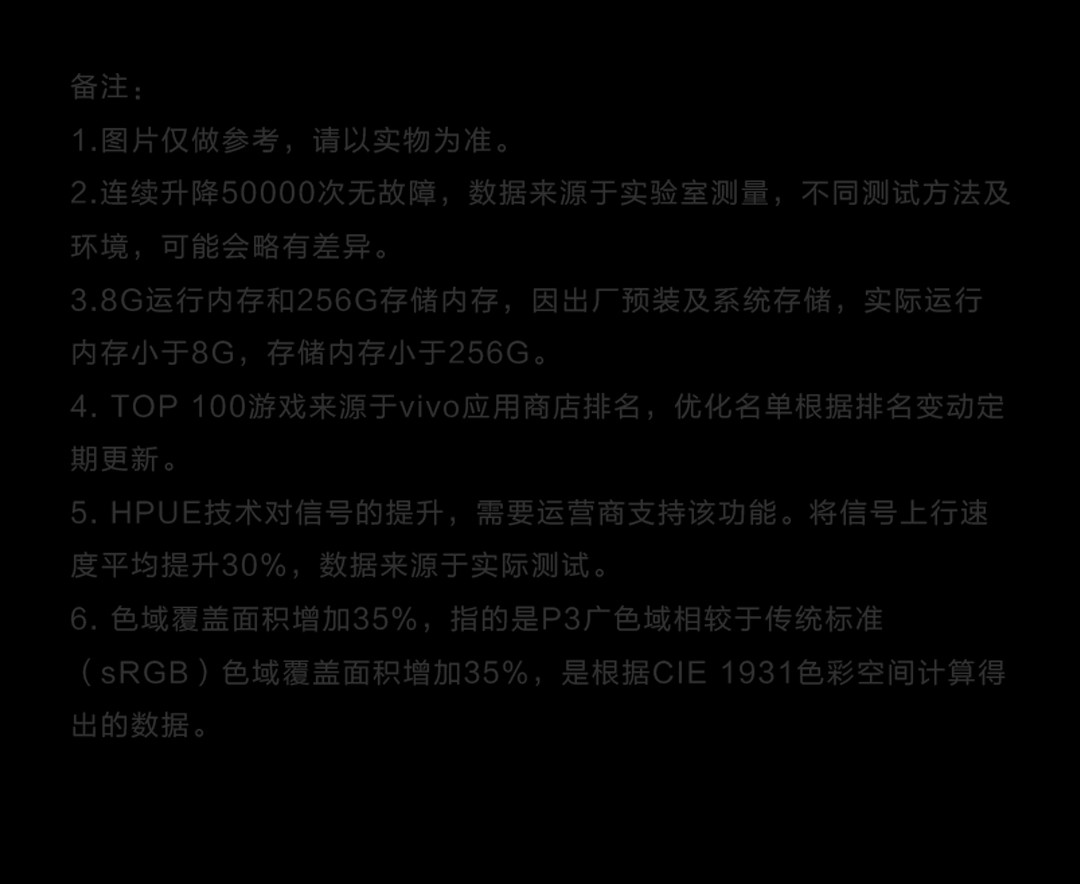 备注：
1.图片仅做参考，请以实物为准。
2.连续升降50000次无故障，数据来源于实验室测量，不同测试方法及
环境，可能会略有差异。
3.8G运行内存和256G存储内存，因出厂预装及系统存储，实际运行
内存小于8G，存储内存小于256G。
4. TOP 100游戏来源于vivo应用商店排名，优化名单根据排名变动定
期更新。
5. HPUE技术对信号的提升，需要运营商支持该功能。将信号上行速
度平均提升30%，数据来源于实际测试。
6. 色域覆盖面积增加35%，指的是P3广色域相较于传统标准
（sRGB）色域覆盖面积增加35%，是根据CIE 1931色彩空间计算得
出的数据。